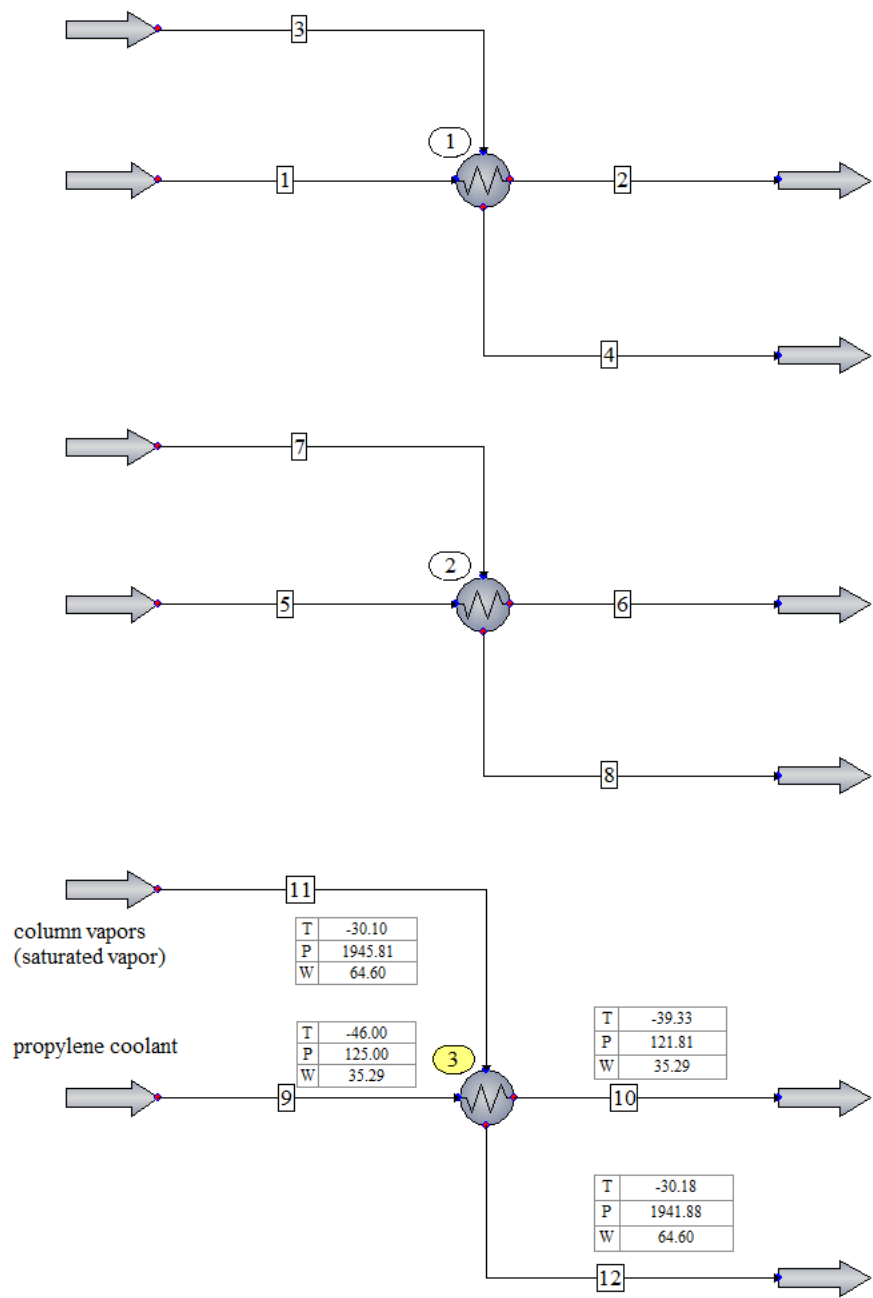 3
1
1
2
4
7
2
5
6
8
11
column vapors
(saturated vapor)
T -30.10
P 1945.81
W 64.60
propylene coolant
T -46.00
P 125.00
W 35.29
3
T -39.33
P 121.81
W 35.29
9
10
T -30.18
P 1941.88
W 64.60
12